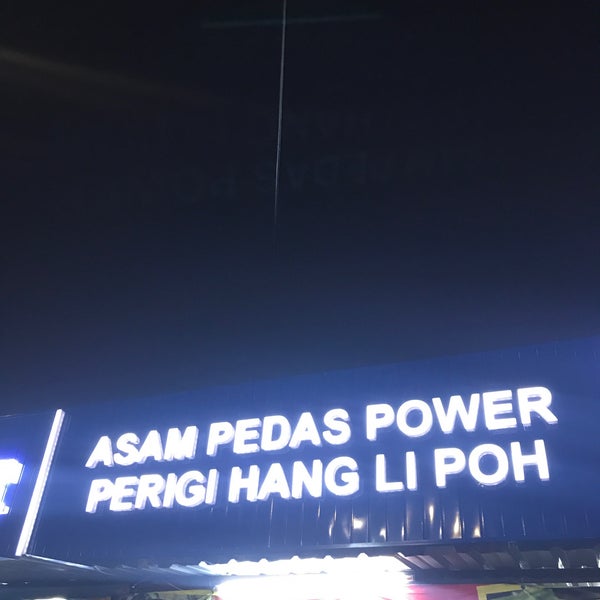 ASAM PEDAS POWER
PERIGI HANG LI POH